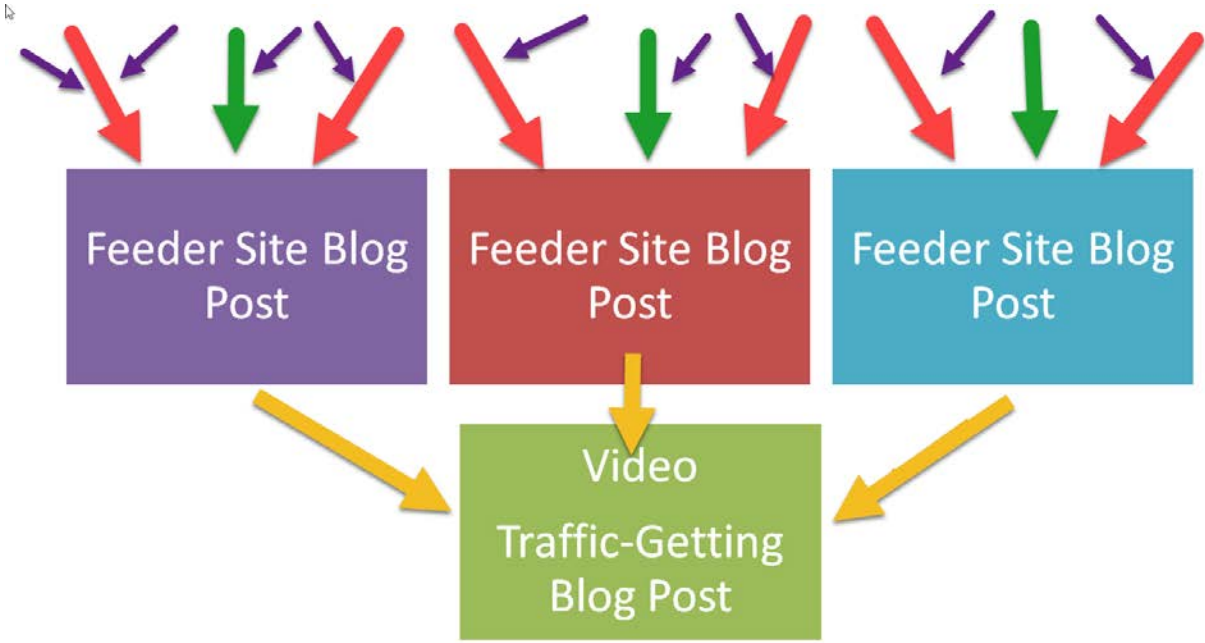 Feeder Site Blog
Post
Feeder Site Blog
Post
Feeder Site Blog
Post
Video
Traffic-Getting
Blog Post